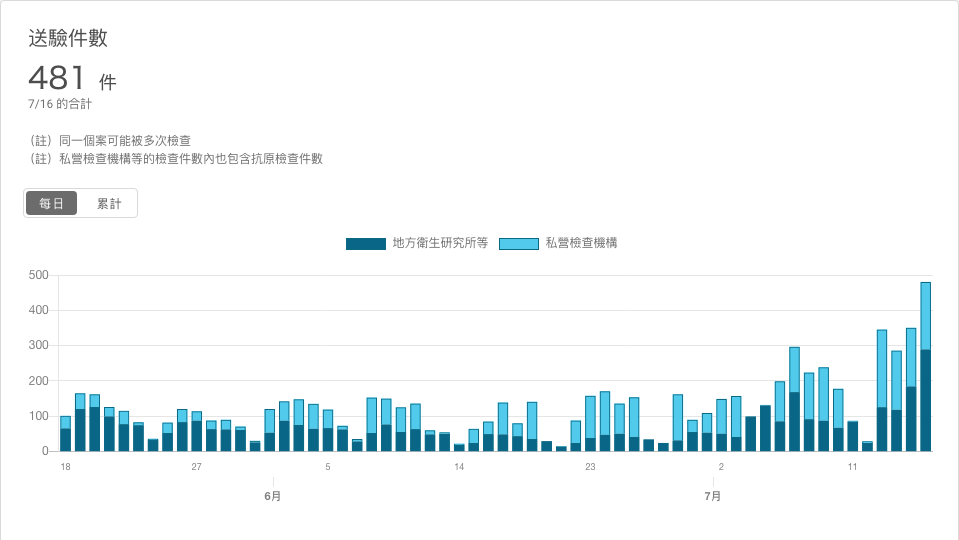 送驗件數
481 件
7/16 的合計
（註）同一個案可能被多次檢查
（註）私營檢查機構等的檢查件數內也包含抗原檢查件數
每日 累計
地方衛生研究所等 私營檢查機構
500
400
300
200
100
0
18 27 5 14 23 2 11
6月 7月